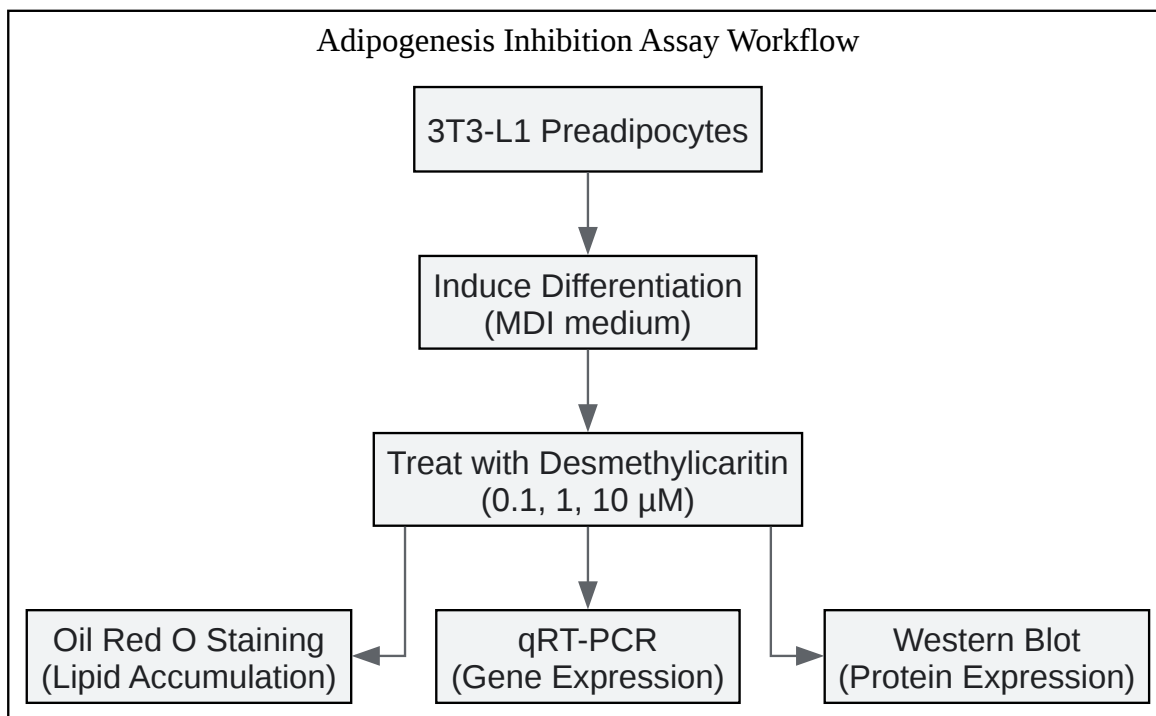 Adipogenesis Inhibition Assay Workflow
3T3-L1 Preadipocytes
Induce Differentiation
(MDI medium)
Treat with Desmethylicaritin
(0.1, 1, 10 µM)
Oil Red O Staining
(Lipid Accumulation)
qRT-PCR
(Gene Expression)
Western Blot
(Protein Expression)